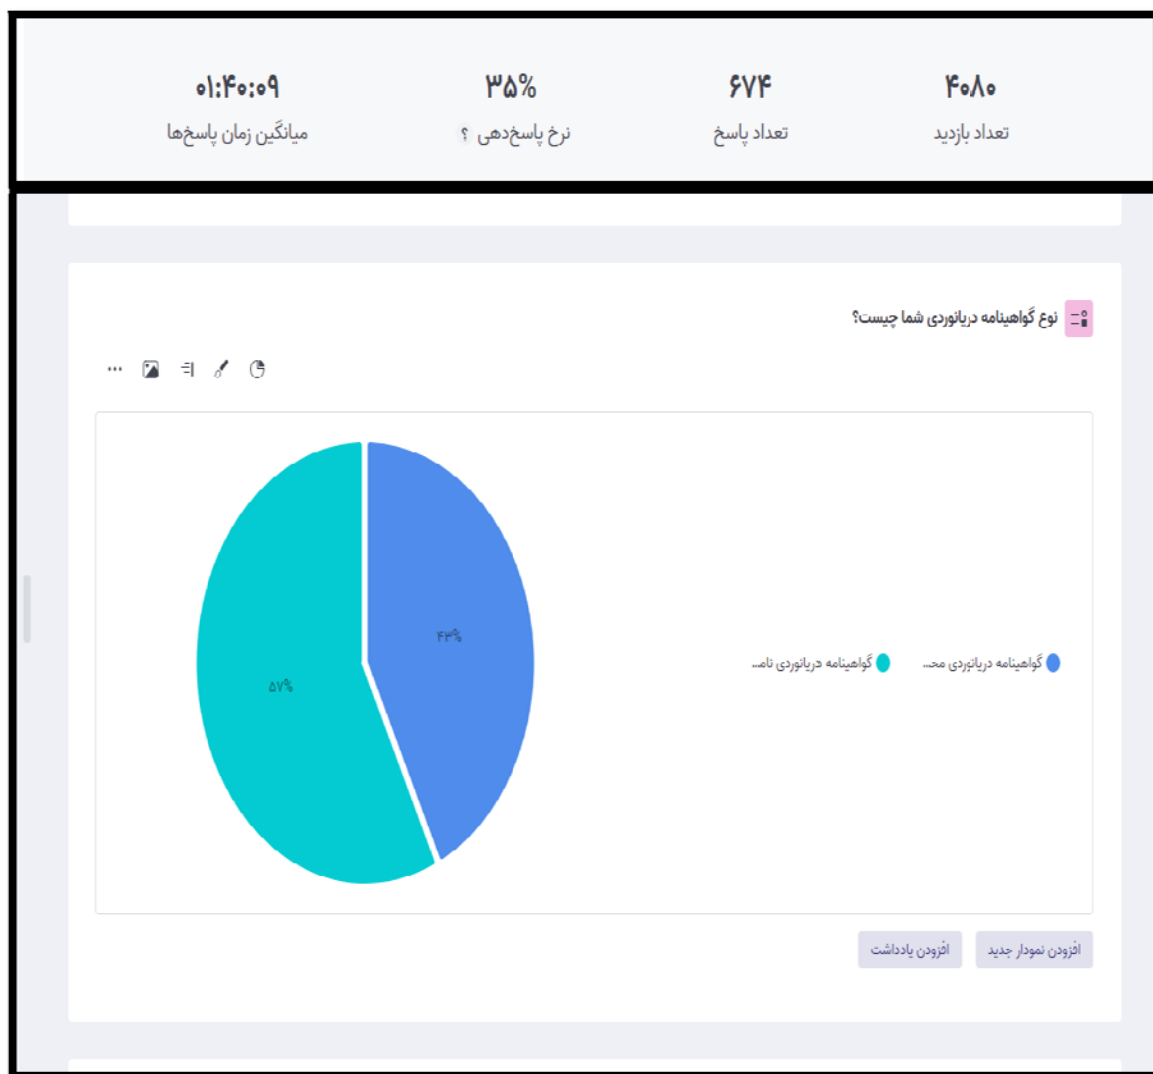 ۴۰۸۰
تعداد بازدید
۶۷۴
تعداد پاسخ
۳۵%
نرخ پاسخ‌دهی ؟
۰۱:۴۰:۰۹
میانگین زمان پاسخ‌ها
نوع گواهینامه دریانوردی شما چیست؟
۴۳%
۵۷%
گواهینامه دریانوردی محـ...
گواهینامه دریانوردی نامـ...
افزودن نمودار جدید
افزودن یادداشت